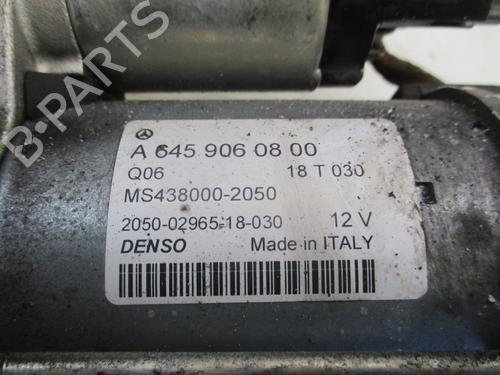 A 645 906 08 00
Q06 18 T 030
MS438000-2050
2050-02965-18-030 12 V
DENSO Made in ITALY
B-PARTS